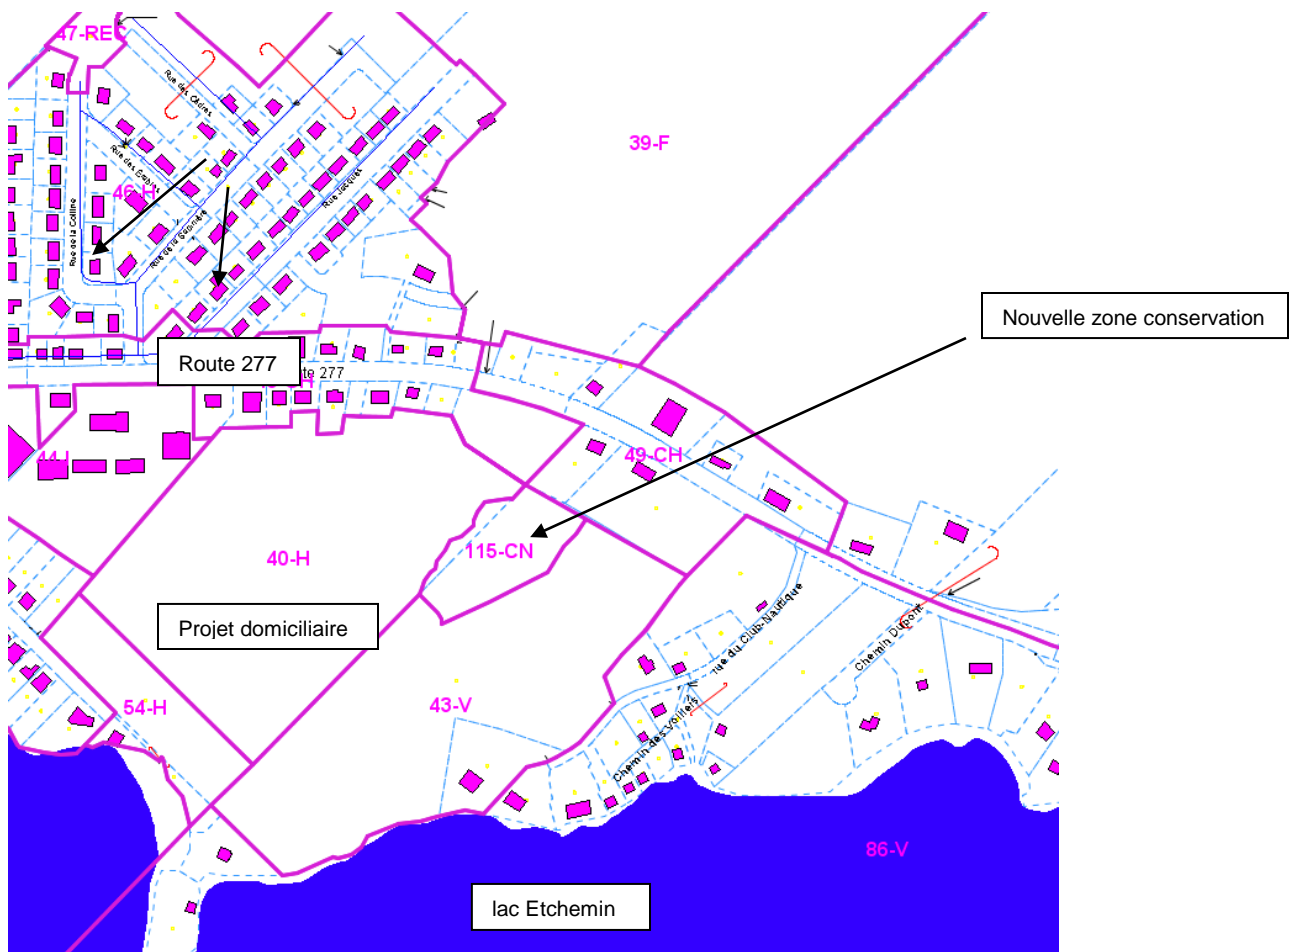 47-REC
Rue des Cèdres
39-F
Rue des Érables
46-H
Rue Jacques
Rue de la Colline
Rue de la Sapinière
Nouvelle zone conservation
Route 277
277
49-CH
44-I
115-CN
40-H
Projet domiciliaire
rue du Club-Nautique
Chemin Dupont
54-H
43-V
Chemin des Voiliers
86-V
lac Etchemin